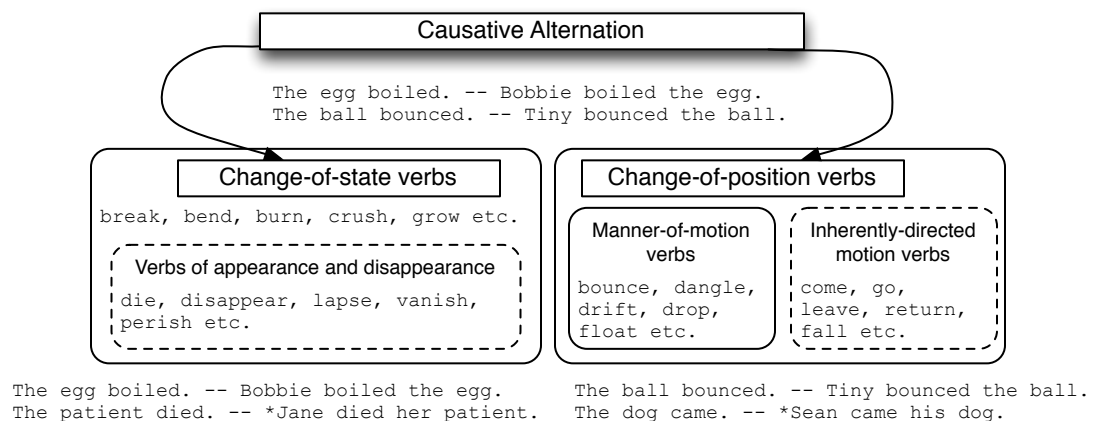 Causative Alternation
The egg boiled. -- Bobbie boiled the egg.
The ball bounced. -- Tiny bounced the ball.
Change-of-state verbs
break, bend, burn, crush, grow etc.
Verbs of appearance and disappearance
die, disappear, lapse, vanish,
perish etc.
Change-of-position verbs
Manner-of-motion
verbs
bounce, dangle,
drift, drop,
float etc.
Inherently-directed
motion verbs
come, go,
leave, return,
fall etc.
The egg boiled. -- Bobbie boiled the egg.
The patient died. -- *Jane died her patient.
The ball bounced. -- Tiny bounced the ball.
The dog came. -- *Sean came his dog.